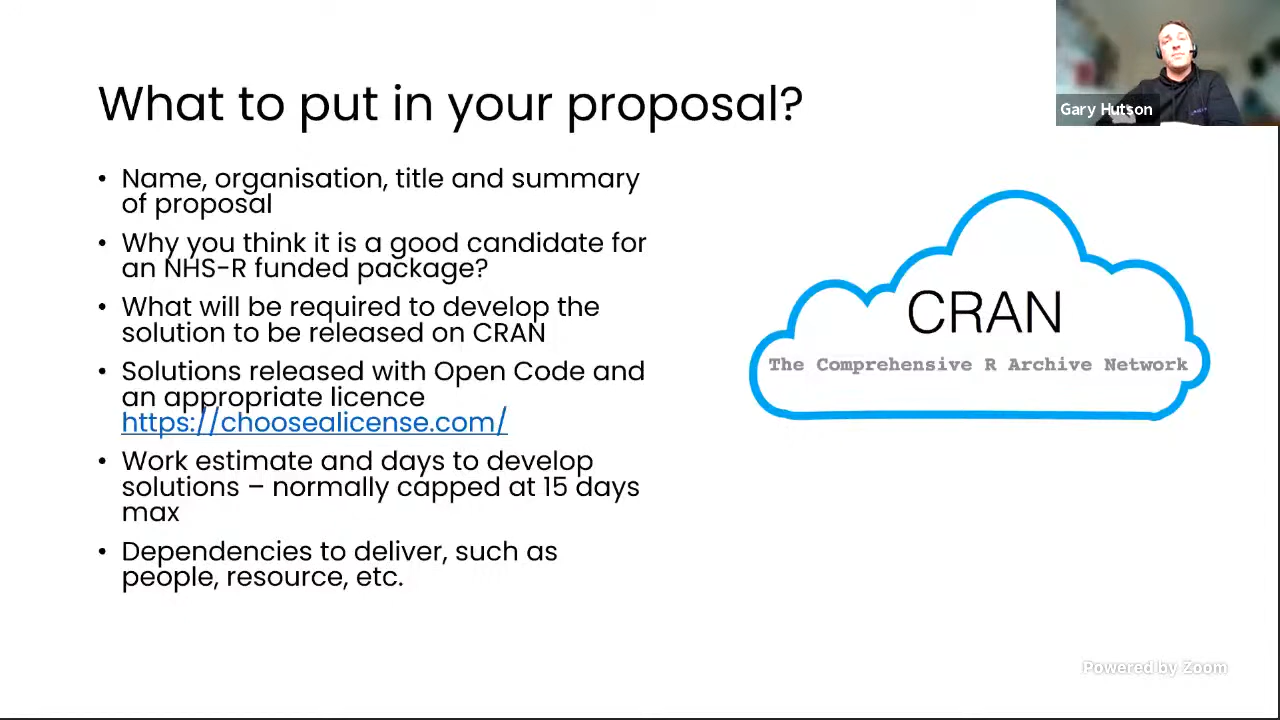 What to put in your proposal?
Gary Hutson
• Name, organisation, title and summary
of proposal
• Why you think it is a good candidate for
an NHS-R funded package?
• What will be required to develop the
solution to be released on CRAN
• Solutions released with Open Code and
an appropriate licence
https://choosealicense.com/
• Work estimate and days to develop
solutions – normally capped at 15 days
max
• Dependencies to deliver, such as
people, resource, etc.
CRAN
The Comprehensive R Archive Network
Powered by Zoom